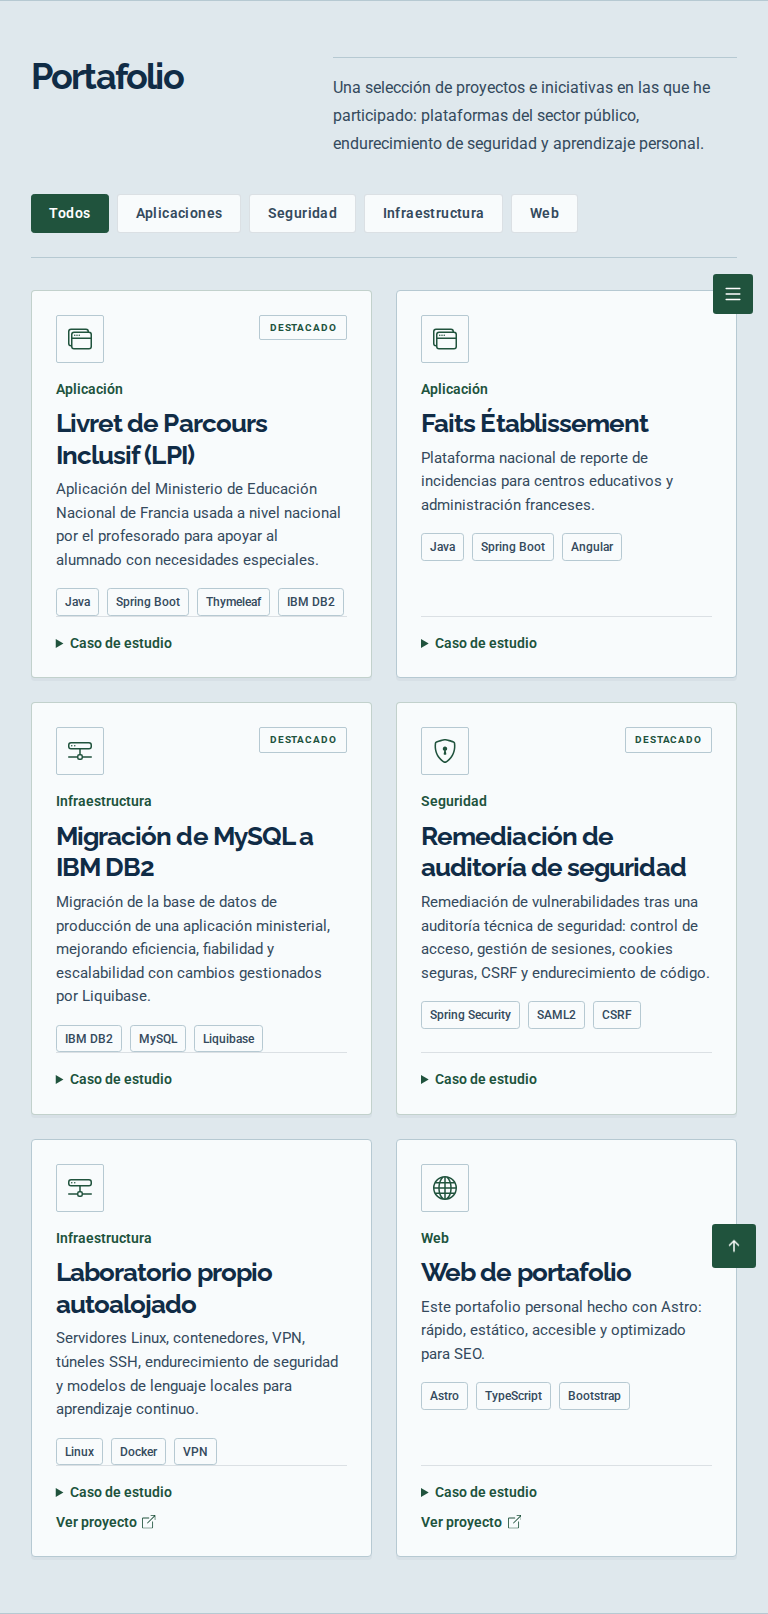 Portafolio
Una selección de proyectos e iniciativas en las que he
participado: plataformas del sector público,
endurecimiento de seguridad y aprendizaje personal.
Todos
Aplicaciones
Seguridad
Infraestructura
Web
DESTACADO
Aplicación
Livret de Parcours
Inclusif (LPI)
Aplicación del Ministerio de Educación
Nacional de Francia usada a nivel nacional
por el profesorado para apoyar al
alumnado con necesidades especiales.
Java
Spring Boot
Thymeleaf
IBM DB2
Caso de estudio
Aplicación
Faits Établissement
Plataforma nacional de reporte de
incidencias para centros educativos y
administración franceses.
Java
Spring Boot
Angular
Caso de estudio
DESTACADO
Infraestructura
Migración de MySQL a
IBM DB2
Migración de la base de datos de
producción de una aplicación ministerial,
mejorando eficiencia, fiabilidad y
escalabilidad con cambios gestionados
por Liquibase.
IBM DB2
MySQL
Liquibase
Caso de estudio
DESTACADO
Seguridad
Remediación de
auditoría de seguridad
Remediación de vulnerabilidades tras una
auditoría técnica de seguridad: control de
acceso, gestión de sesiones, cookies
seguras, CSRF y endurecimiento de código.
Spring Security
SAML2
CSRF
Caso de estudio
Infraestructura
Laboratorio propio
autoalojado
Servidores Linux, contenedores, VPN,
túneles SSH, endurecimiento de seguridad
y modelos de lenguaje locales para
aprendizaje continuo.
Linux
Docker
VPN
Caso de estudio
Ver proyecto
Web
Web de portafolio
Este portafolio personal hecho con Astro:
rápido, estático, accesible y optimizado
para SEO.
Astro
TypeScript
Bootstrap
Caso de estudio
Ver proyecto